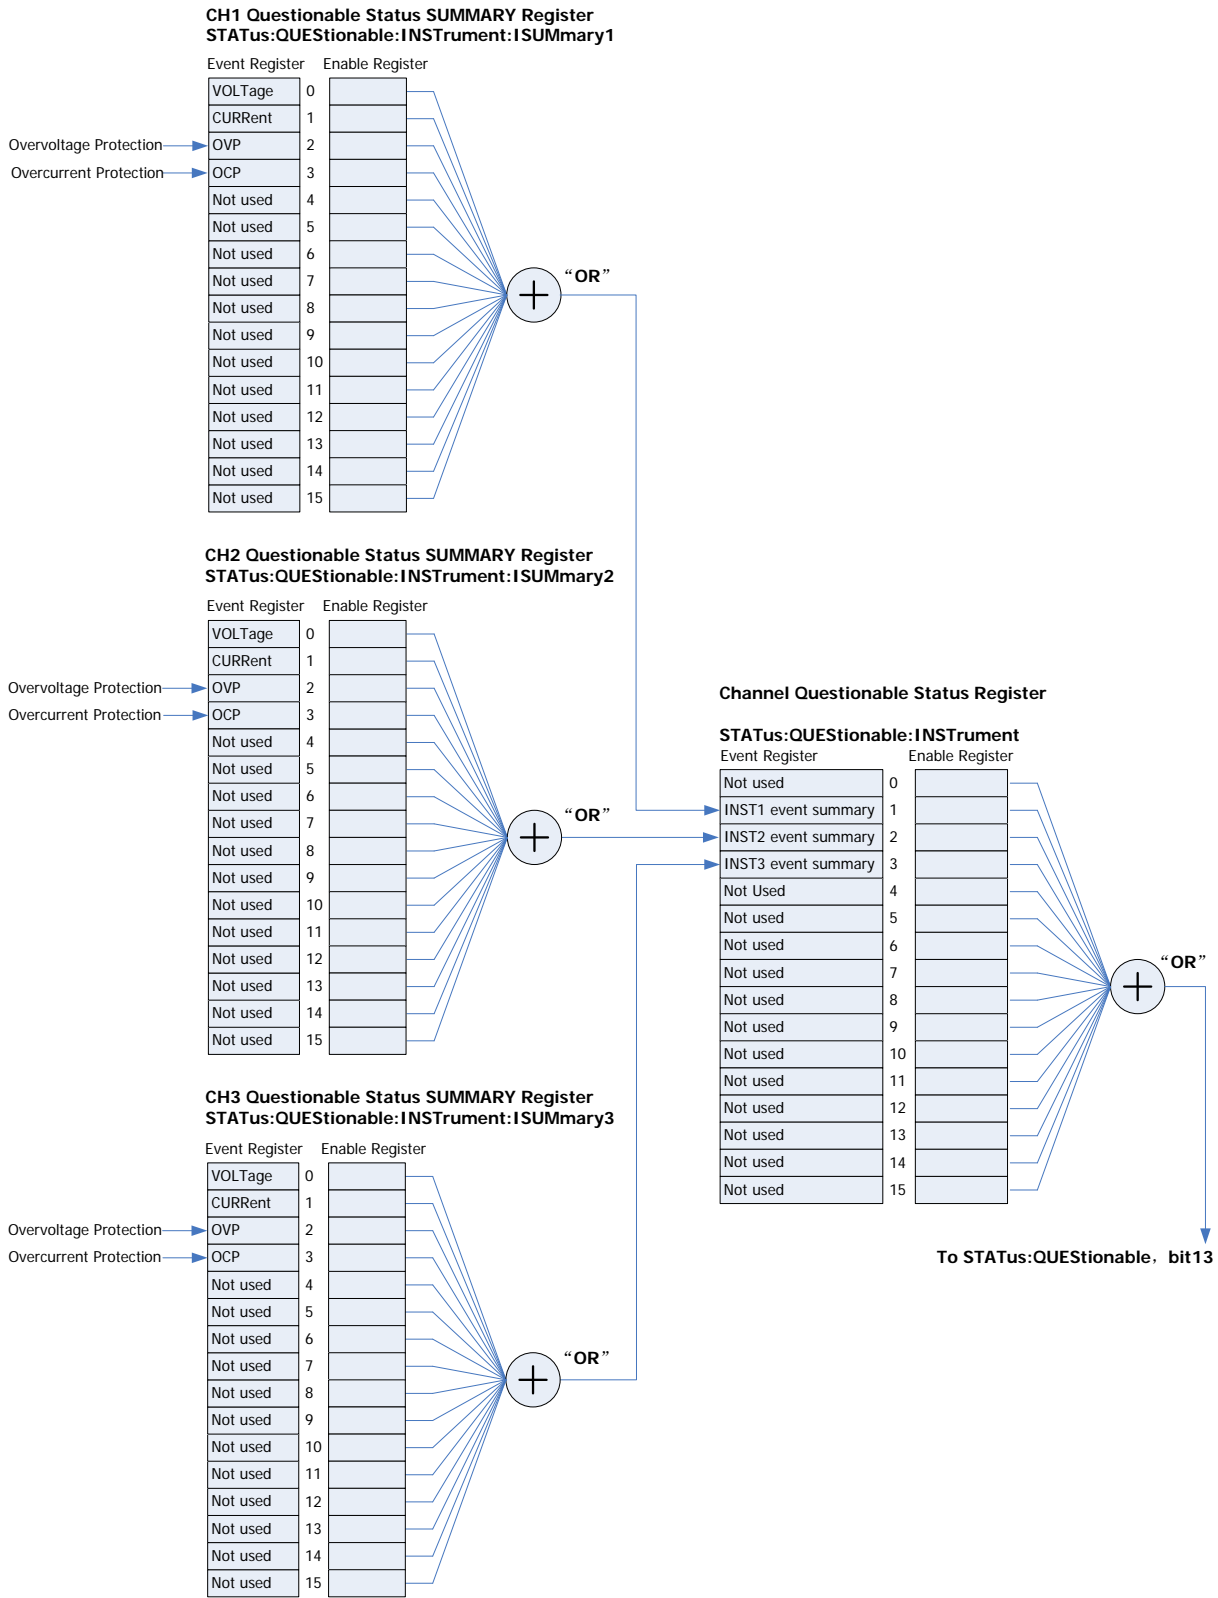 CH1 Questionable Status SUMMARY Register
STATus:QUEStionable:INSTrument:ISUMmary1
Event Register Enable Register
VOLTage 0
CURRent 1
Overvoltage Protection OVP 2
Overcurrent Protection OCP 3
Not used 4
Not used 5
Not used 6
Not used 7
Not used 8
Not used 9
Not used 10
Not used 11
Not used 12
Not used 13
Not used 14
Not used 15
+ “OR”
CH2 Questionable Status SUMMARY Register
STATus:QUEStionable:INSTrument:ISUMmary2
Event Register Enable Register
VOLTage 0
CURRent 1
Overvoltage Protection OVP 2
Overcurrent Protection OCP 3
Not used 4
Not used 5
Not used 6
Not used 7
Not used 8
Not used 9
Not used 10
Not used 11
Not used 12
Not used 13
Not used 14
Not used 15
+ “OR”
CH3 Questionable Status SUMMARY Register
STATus:QUEStionable:INSTrument:ISUMmary3
Event Register Enable Register
VOLTage 0
CURRent 1
Overvoltage Protection OVP 2
Overcurrent Protection OCP 3
Not used 4
Not used 5
Not used 6
Not used 7
Not used 8
Not used 9
Not used 10
Not used 11
Not used 12
Not used 13
Not used 14
Not used 15
+ “OR”
Channel Questionable Status Register
STATus:QUEStionable:INSTrument
Event Register Enable Register
Not used 0
INST1 event summary 1
INST2 event summary 2
INST3 event summary 3
Not Used 4
Not used 5
Not used 6
Not used 7
Not used 8
Not used 9
Not used 10
Not used 11
Not used 12
Not used 13
Not used 14
Not used 15
+ “OR”
To STATus:QUEStionable，bit13